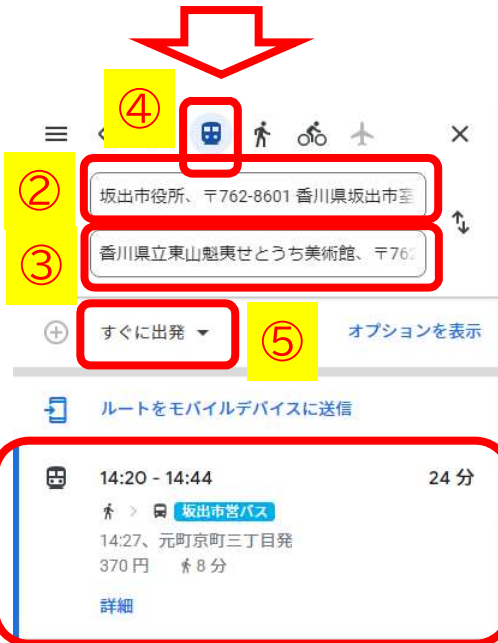 ④
②
坂出市役所、〒762-8601 香川県坂出市室
③
香川県立東山魁夷せとうち美術館、〒762
すぐに出発
⑤
オプションを表示
ルートをモバイルデバイスに送信
14:20 - 14:44 24 分
坂出市営バス
14:27、元町京町三丁目発
370 円 8 分
詳細